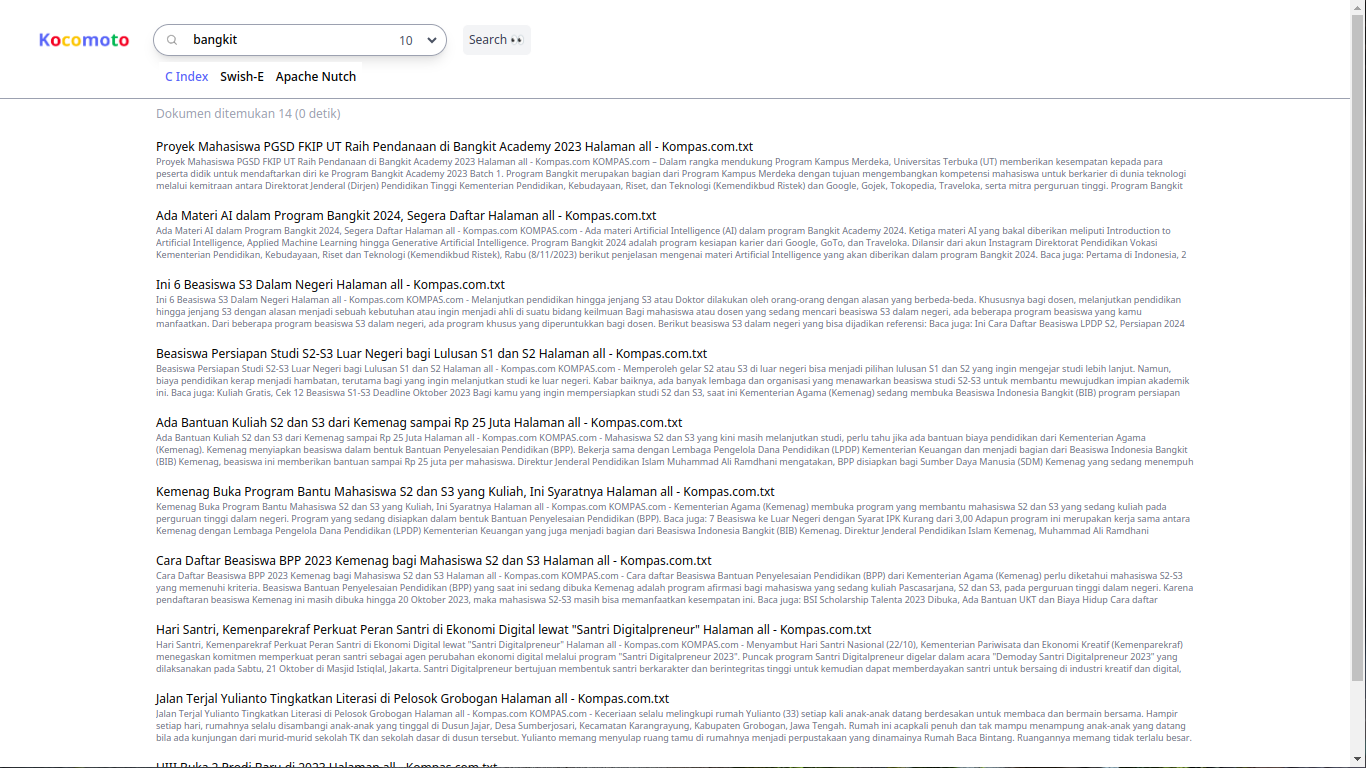 Kocomoto
bangkit
10
Search 👀
C Index Swish-E Apache Nutch
Dokumen ditemukan 14 (0 detik)
Proyek Mahasiswa PGSD FKIP UT Raih Pendanaan di Bangkit Academy 2023 Halaman all - Kompas.com.txt
Proyek Mahasiswa PGSD FKIP UT Raih Pendanaan di Bangkit Academy 2023 Halaman all - Kompas.com KOMPAS.com – Dalam rangka mendukung Program Kampus Merdeka, Universitas Terbuka (UT) memberikan kesempatan kepada para
peserta didik untuk mendaftarkan diri ke Program Bangkit Academy 2023 Batch 1. Program Bangkit merupakan bagian dari Program Kampus Merdeka dengan tujuan mengembangkan kompetensi mahasiswa untuk berkarier di dunia teknologi
melalui kemitraan antara Direktorat Jenderal (Dirjen) Pendidikan Tinggi Kementerian Pendidikan, Kebudayaan, Riset, dan Teknologi (Kemendikbud Ristek) dan Google, Gojek, Tokopedia, Traveloka, serta mitra perguruan tinggi. Program Bangkit
Ada Materi AI dalam Program Bangkit 2024, Segera Daftar Halaman all - Kompas.com.txt
Ada Materi AI dalam Program Bangkit 2024, Segera Daftar Halaman all - Kompas.com KOMPAS.com - Ada materi Artificial Intelligence (AI) dalam program Bangkit Academy 2024. Ketiga materi AI yang bakal diberikan meliputi Introduction to
Artificial Intelligence, Applied Machine Learning hingga Generative Artificial Intelligence. Program Bangkit 2024 adalah program kesiapan karier dari Google, GoTo, dan Traveloka. Dilansir dari akun Instagram Direktorat Pendidikan Vokasi
Kementerian Pendidikan, Kebudayaan, Riset dan Teknologi (Kemendikbud Ristek), Rabu (8/11/2023) berikut penjelasan mengenai materi Artificial Intelligence yang akan diberikan dalam program Bangkit 2024. Baca juga: Pertama di Indonesia, 2
Ini 6 Beasiswa S3 Dalam Negeri Halaman all - Kompas.com.txt
Ini 6 Beasiswa S3 Dalam Negeri Halaman all - Kompas.com KOMPAS.com - Melanjutkan pendidikan hingga jenjang S3 atau Doktor dilakukan oleh orang-orang dengan alasan yang berbeda-beda. Khususnya bagi dosen, melanjutkan pendidikan
hingga jenjang S3 dengan alasan menjadi sebuah kebutuhan atau ingin menjadi ahli di suatu bidang keilmuan Bagi mahasiswa atau dosen yang sedang mencari beasiswa S3 dalam negeri, ada beberapa program beasiswa yang kamu
manfaatkan. Dari beberapa program beasiswa S3 dalam negeri, ada program khusus yang diperuntukkan bagi dosen. Berikut beasiswa S3 dalam negeri yang bisa dijadikan referensi: Baca juga: Ini Cara Daftar Beasiswa LPDP S2, Persiapan 2024
Beasiswa Persiapan Studi S2-S3 Luar Negeri bagi Lulusan S1 dan S2 Halaman all - Kompas.com.txt
Beasiswa Persiapan Studi S2-S3 Luar Negeri bagi Lulusan S1 dan S2 Halaman all - Kompas.com KOMPAS.com - Memperoleh gelar S2 atau S3 di luar negeri bisa menjadi pilihan lulusan S1 dan S2 yang ingin mengejar studi lebih lanjut. Namun,
biaya pendidikan kerap menjadi hambatan, terutama bagi yang ingin melanjutkan studi ke luar negeri. Kabar baiknya, ada banyak lembaga dan organisasi yang menawarkan beasiswa studi S2-S3 untuk membantu mewujudkan impian akademik
ini. Baca juga: Kuliah Gratis, Cek 12 Beasiswa S1-S3 Deadline Oktober 2023 Bagi kamu yang ingin mempersiapkan studi S2 dan S3, saat ini Kementerian Agama (Kemenag) sedang membuka Beasiswa Indonesia Bangkit (BIB) program persiapan
Ada Bantuan Kuliah S2 dan S3 dari Kemenag sampai Rp 25 Juta Halaman all - Kompas.com.txt
Ada Bantuan Kuliah S2 dan S3 dari Kemenag sampai Rp 25 Juta Halaman all - Kompas.com KOMPAS.com - Mahasiswa S2 dan S3 yang kini masih melanjutkan studi, perlu tahu jika ada bantuan biaya pendidikan dari Kementerian Agama
(Kemenag). Kemenag menyiapkan beasiswa dalam bentuk Bantuan Penyelesaian Pendidikan (BPP). Bekerja sama dengan Lembaga Pengelola Dana Pendidikan (LPDP) Kementerian Keuangan dan menjadi bagian dari Beasiswa Indonesia Bangkit
(BIB) Kemenag, beasiswa ini memberikan bantuan sampai Rp 25 juta per mahasiswa. Direktur Jenderal Pendidikan Islam Muhammad Ali Ramdhani mengatakan, BPP disiapkan bagi Sumber Daya Manusia (SDM) Kemenag yang sedang menempuh
Kemenag Buka Program Bantu Mahasiswa S2 dan S3 yang Kuliah, Ini Syaratnya Halaman all - Kompas.com.txt
Kemenag Buka Program Bantu Mahasiswa S2 dan S3 yang Kuliah, Ini Syaratnya Halaman all - Kompas.com KOMPAS.com - Kementerian Agama (Kemenag) membuka program yang membantu mahasiswa S2 dan S3 yang sedang kuliah pada
perguruan tinggi dalam negeri. Program yang sedang disiapkan dalam bentuk Bantuan Penyelesaian Pendidikan (BPP). Baca juga: 7 Beasiswa ke Luar Negeri dengan Syarat IPK Kurang dari 3,00 Adapun program ini merupakan kerja sama antara
Kemenag dengan Lembaga Pengelola Dana Pendidikan (LPDP) Kementerian Keuangan yang juga menjadi bagian dari Beasiswa Indonesia Bangkit (BIB) Kemenag. Direktur Jenderal Pendidikan Islam Kemenag, Muhammad Ali Ramdhani
Cara Daftar Beasiswa BPP 2023 Kemenag bagi Mahasiswa S2 dan S3 Halaman all - Kompas.com.txt
Cara Daftar Beasiswa BPP 2023 Kemenag bagi Mahasiswa S2 dan S3 Halaman all - Kompas.com KOMPAS.com - Cara daftar Beasiswa Bantuan Penyelesaian Pendidikan (BPP) dari Kementerian Agama (Kemenag) perlu diketahui mahasiswa S2-S3
yang memenuhi kriteria. Beasiswa Bantuan Penyelesaian Pendidikan (BPP) yang saat ini sedang dibuka Kemenag adalah program afirmasi bagi mahasiswa yang sedang kuliah Pascasarjana, S2 dan S3, pada perguruan tinggi dalam negeri. Karena
pendaftaran beasiswa Kemenag ini masih dibuka hingga 20 Oktober 2023, maka mahasiswa S2-S3 masih bisa memanfaatkan kesempatan ini. Baca juga: BSI Scholarship Talenta 2023 Dibuka, Ada Bantuan UKT dan Biaya Hidup Cara daftar
Hari Santri, Kemenparekraf Perkuat Peran Santri di Ekonomi Digital lewat "Santri Digitalpreneur" Halaman all - Kompas.com.txt
Hari Santri, Kemenparekraf Perkuat Peran Santri di Ekonomi Digital lewat "Santri Digitalpreneur" Halaman all - Kompas.com KOMPAS.com - Menyambut Hari Santri Nasional (22/10), Kementerian Pariwisata dan Ekonomi Kreatif (Kemenparekraf)
menegaskan komitmen memperkuat peran santri sebagai agen perubahan ekonomi digital melalui program "Santri Digitalpreneur 2023". Puncak program Santri Digitalpreneur digelar dalam acara "Demoday Santri Digitalpreneur 2023" yang
dilaksanakan pada Sabtu, 21 Oktober di Masjid Istiqlal, Jakarta. Santri Digitalpreneur bertujuan membentuk santri berkarakter dan berintegritas tinggi untuk kemudian dapat memberdayakan santri untuk bersaing di industri kreatif dan digital,
Jalan Terjal Yulianto Tingkatkan Literasi di Pelosok Grobogan Halaman all - Kompas.com.txt
Jalan Terjal Yulianto Tingkatkan Literasi di Pelosok Grobogan Halaman all - Kompas.com KOMPAS.com - Keceriaan selalu melingkupi rumah Yulianto (33) setiap kali anak-anak datang berdesakan untuk membaca dan bermain bersama. Hampir
setiap hari, rumahnya selalu disambangi anak-anak yang tinggal di Dusun Jajar, Desa Sumberjosari, Kecamatan Karangrayung, Kabupaten Grobogan, Jawa Tengah. Rumah ini acapkali penuh dan tak mampu menampung anak-anak yang datang
bila ada kunjungan dari murid-murid sekolah TK dan sekolah dasar di dusun tersebut. Yulianto memang menyulap ruang tamu di rumahnya menjadi perpustakaan yang dinamainya Rumah Baca Bintang. Ruangannya memang tidak terlalu besar.
UIII Buka 2 Prodi Baru di 2023 Halaman all - Kompas.com.txt